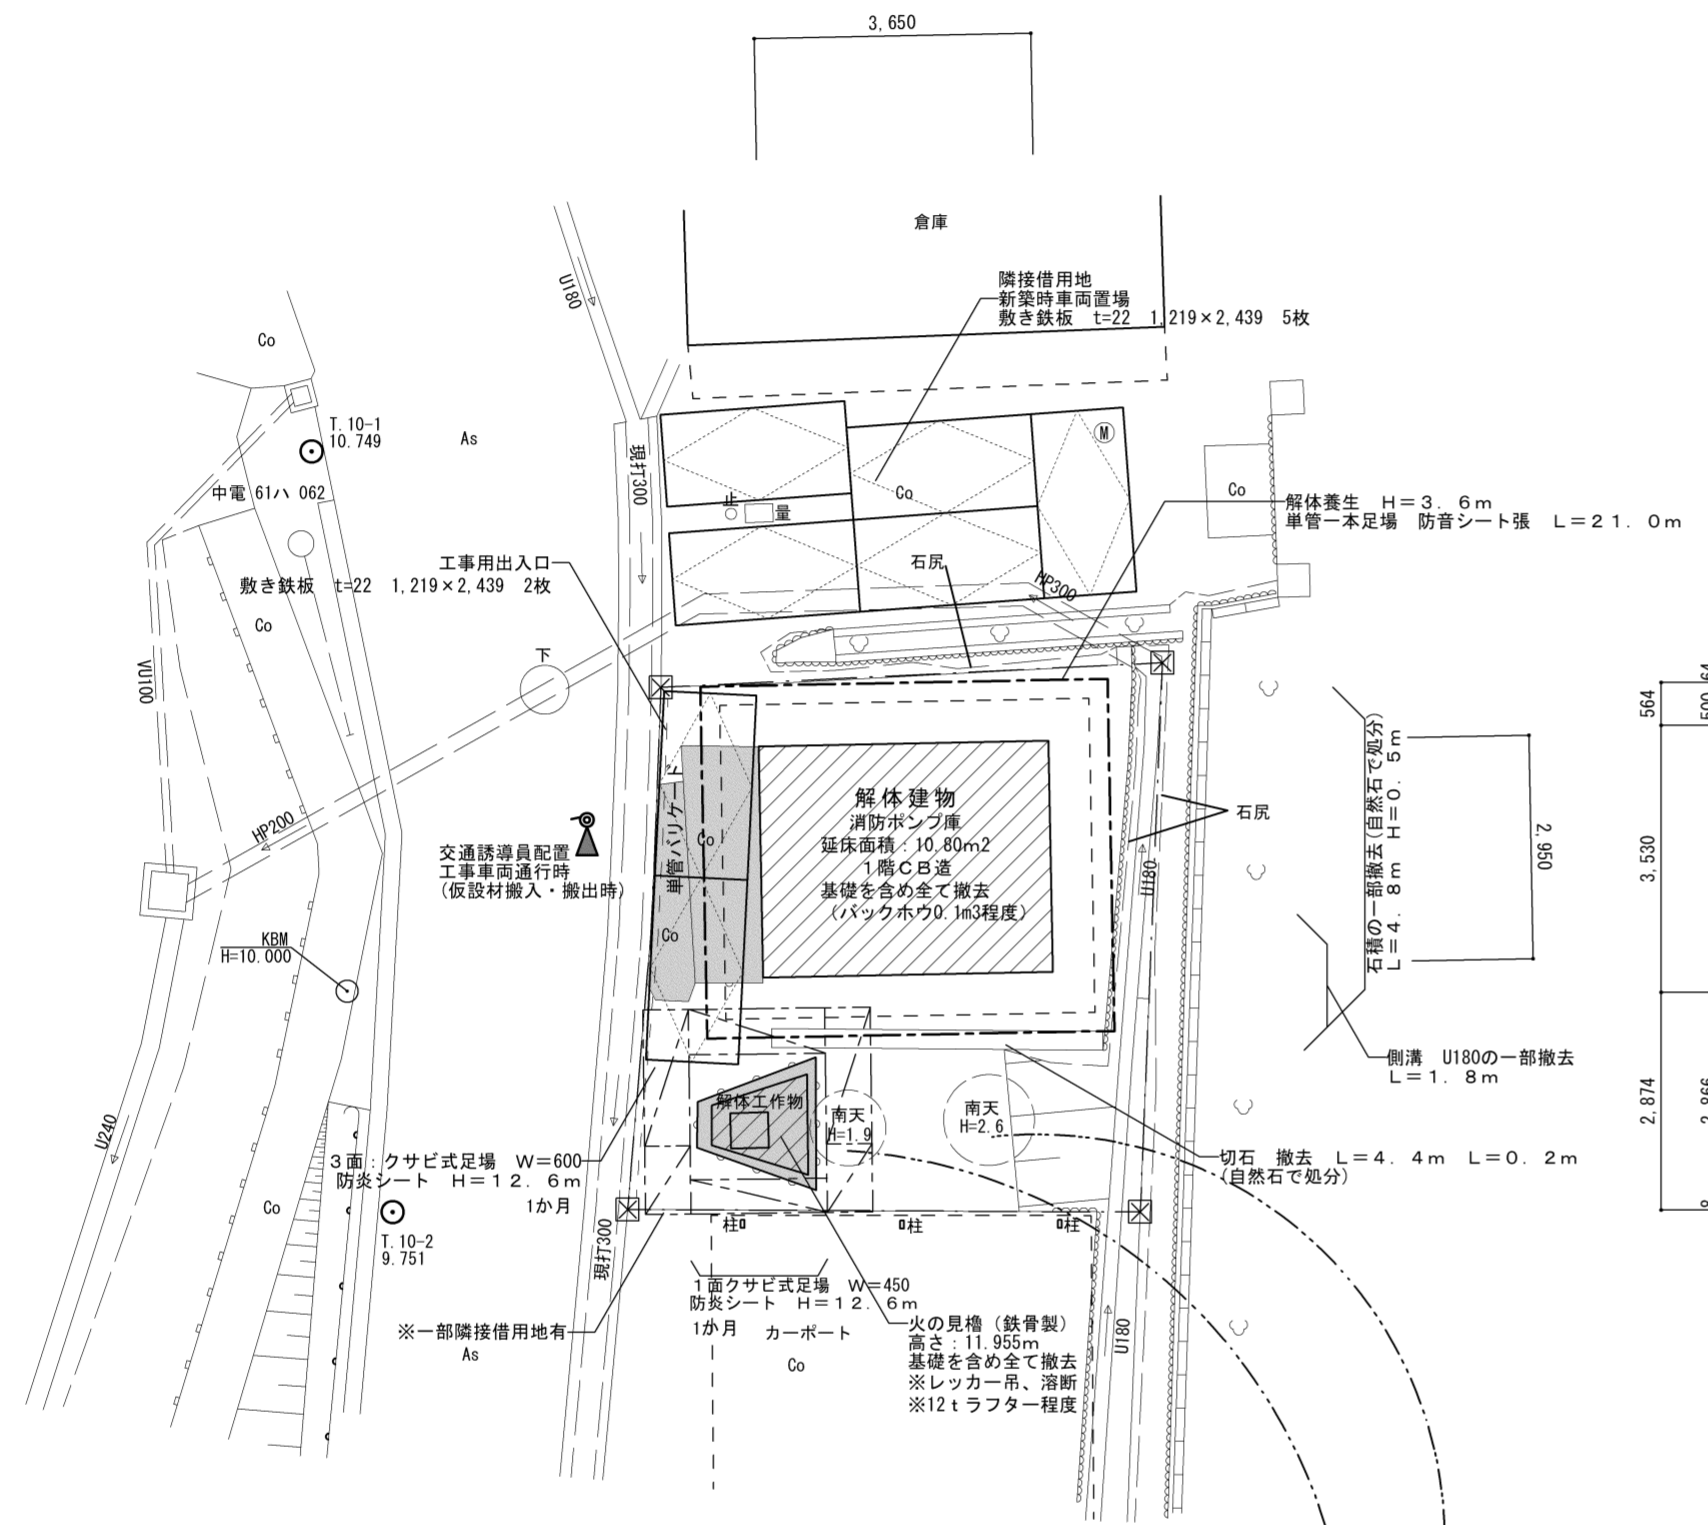 3,650
倉庫
隣接借用地
新築時車両置場
敷き鉄板 t=22 1,219×2,439 5枚
U180
Co
T.10-1
10.749
As
現打300
M
中電 61ハ 062
止
量
Co
Co
解体養生 H=3.6m
単管一本足場 防音シート張 L=21.0m
工事用出入口
敷き鉄板 t=22 1,219×2,439 2枚
石尻
HP300
Co
下
VU100
564
3,530
2,874
石積の一部撤去(自然石で処分)
L=4.8m H=0.5m
2,950
HP200
交通誘導員配置
工事車両通行時
(仮設材搬入・搬出時)
単管バリケード
Co
Co
解体建物
消防ポンプ庫
延床面積:10.80m2
1階CB造
基礎を含め全て撤去
(バックホウ0.1m3程度)
石尻
U180
KBM
H=10.000
側溝 U180の一部撤去
L=1.8m
U240
解体工作物
南天
H=1.9
南天
H=2.6
3面:クサビ式足場 W=600
防炎シート H=12.6m
1か月
切石 撤去 L=4.4m L=0.2m
(自然石で処分)
Co
T.10-2
9.751
現打300
柱
柱
柱
1面クサビ式足場 W=450
防炎シート H=12.6m
1か月
カーポート
Co
※一部隣接借用地有
As
火の見櫓(鉄骨製)
高さ:11.955m
基礎を含め全て撤去
※レッカー吊、溶断
※12tラフター程度
U180